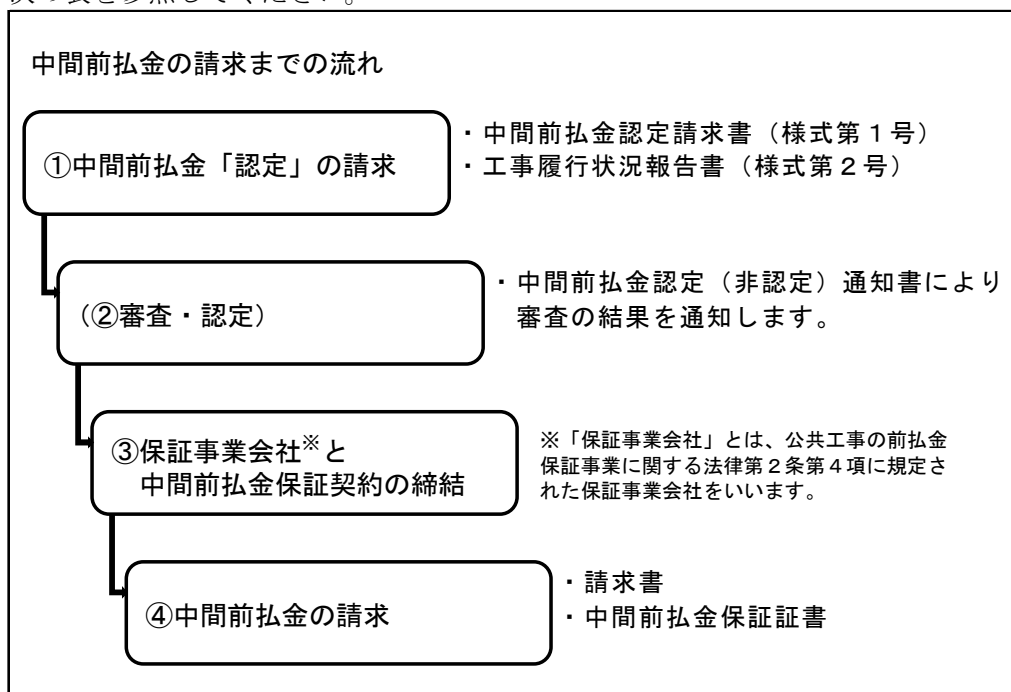 次の表を参照してください。
中間前払金の請求までの流れ
①中間前払金「認定」の請求
・中間前払金認定請求書（様式第１号）
・工事履行状況報告書（様式第２号）
（②審査・認定）
・中間前払金認定（非認定）通知書により
審査の結果を通知します。
③保証事業会社※と
中間前払金保証契約の締結
※「保証事業会社」とは、公共工事の前払金
保証事業に関する法律第２条第４項に規定さ
れた保証事業会社をいいます。
④中間前払金の請求
・請求書
・中間前払金保証証書